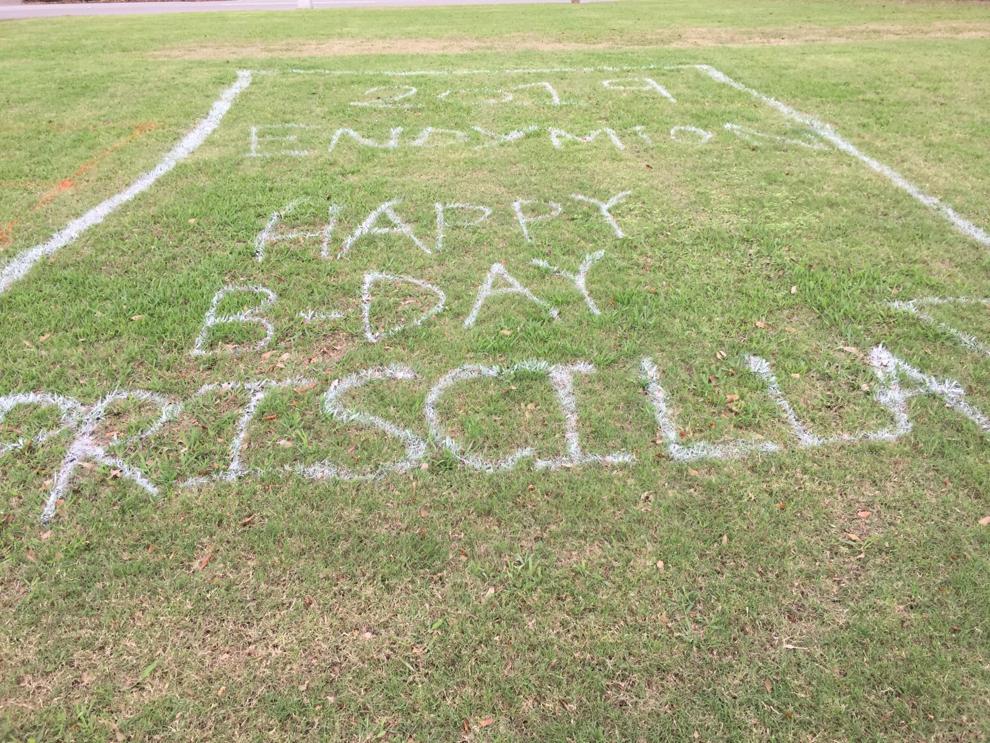 2019
ENDYMION
HAPPY
B-DAY
PRISCILLA